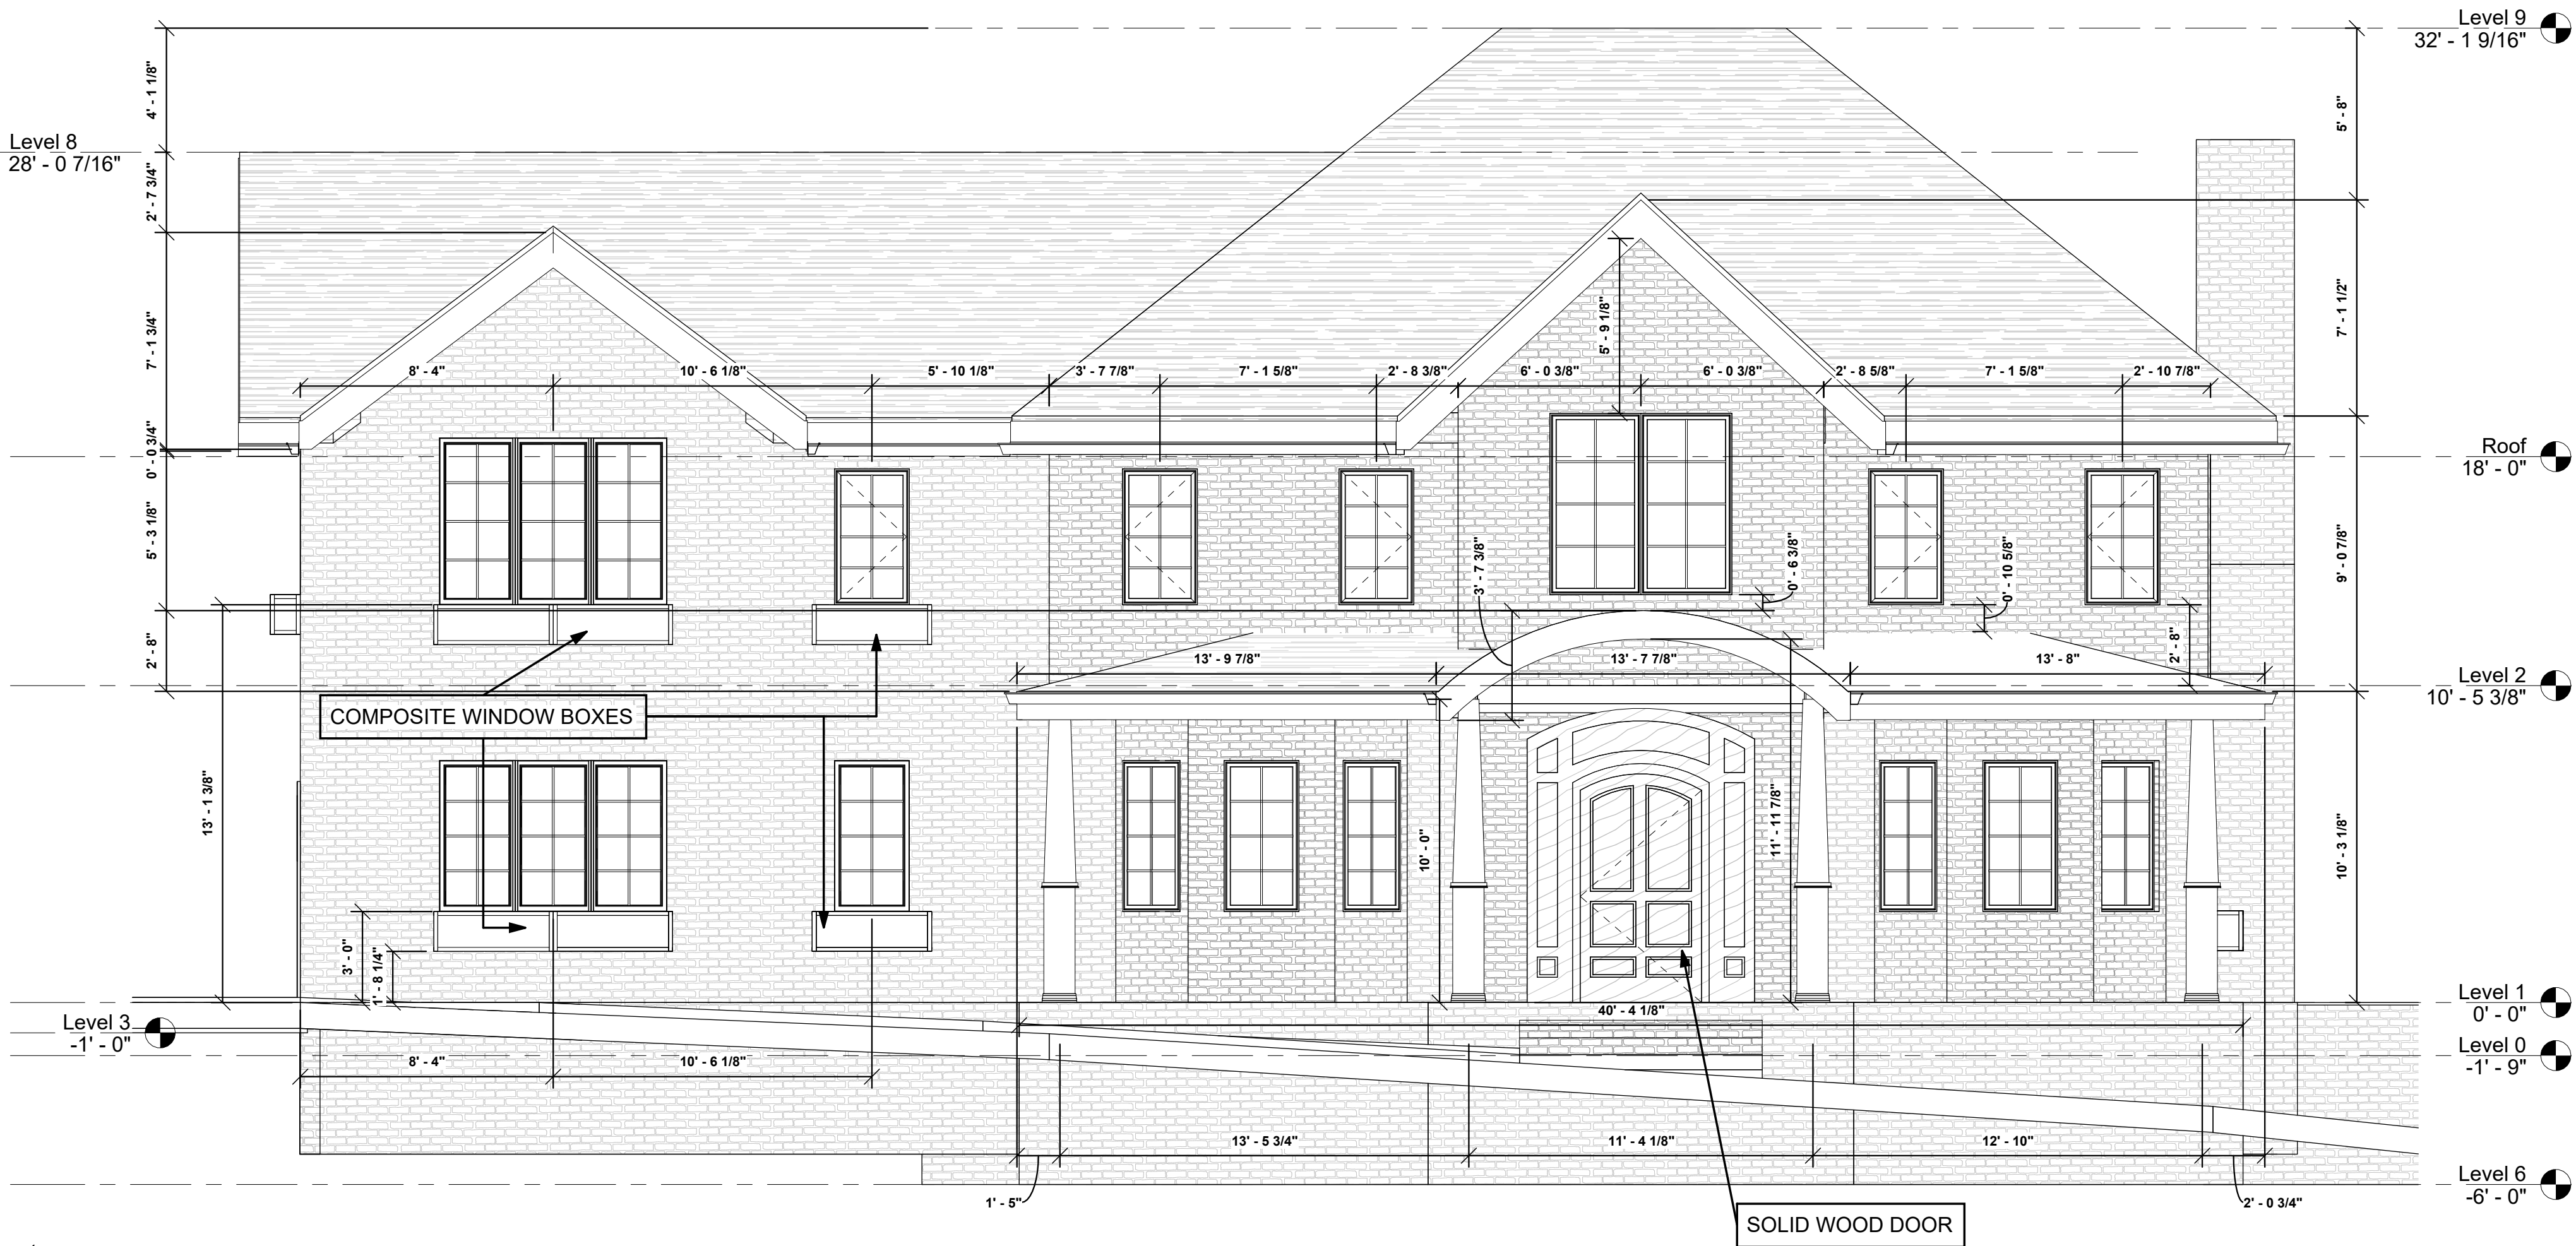 Level 9
32' - 1 9/16"
4' - 1 1/8"
5' - 8"
Level 8
28' - 0 7/16"
2' - 7 3/4"
7' - 1 3/4"
5' - 9 1/8"
7' - 1 1/2"
8' - 4"
10' - 6 1/8"
5' - 10 1/8"
3' - 7 7/8"
7' - 1 5/8"
2' - 8 3/8"
6' - 0 3/8"
6' - 0 3/8"
2' - 8 5/8"
7' - 1 5/8"
2' - 10 7/8"
0' - 0 3/4"
Roof
18' - 0"
5' - 3 1/8"
3' - 7 3/8"
0' - 6 3/8"
0' - 10 5/8"
9' - 0 7/8"
2' - 8"
13' - 9 7/8"
13' - 7 7/8"
13' - 8"
2' - 8"
Level 2
10' - 5 3/8"
COMPOSITE WINDOW BOXES
13' - 1 3/8"
10' - 0"
11' - 11 7/8"
10' - 3 1/8"
3' - 0"
1' - 8 1/4"
Level 1
0' - 0"
40' - 4 1/8"
Level 3
-1' - 0"
Level 0
-1' - 9"
8' - 4"
10' - 6 1/8"
13' - 5 3/4"
11' - 4 1/8"
12' - 10"
Level 6
-6' - 0"
1' - 5"
2' - 0 3/4"
SOLID WOOD DOOR